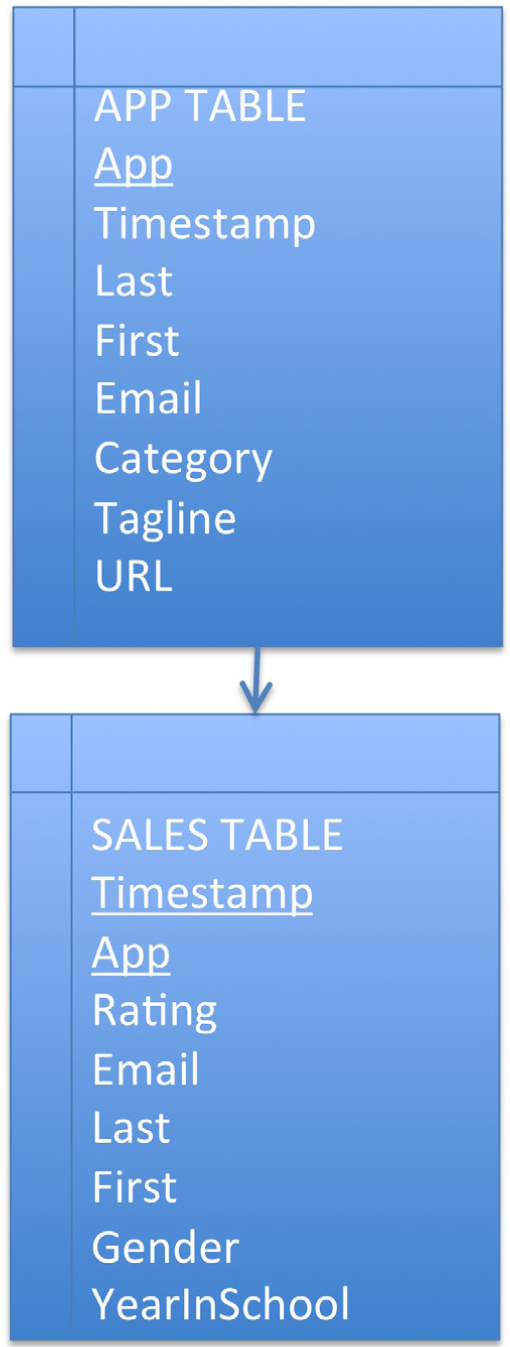 APP TABLE
App
Timestamp
Last
First
Email
Category
Tagline
URL
SALES TABLE
Timestamp
App
Rating
Email
Last
First
Gender
YearInSchool